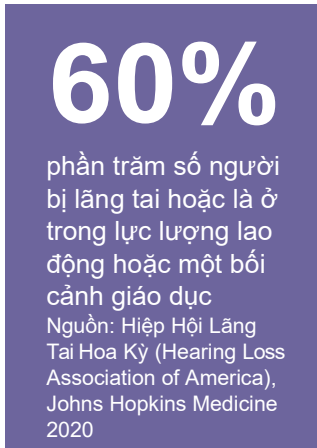 60%
phần trăm số người
bị lãng tai hoặc là ở
trong lực lượng lao
động hoặc một bối
cảnh giáo dục
Nguồn: Hiệp Hội Lãng
Tai Hoa Kỳ (Hearing Loss
Association of America),
Johns Hopkins Medicine
2020